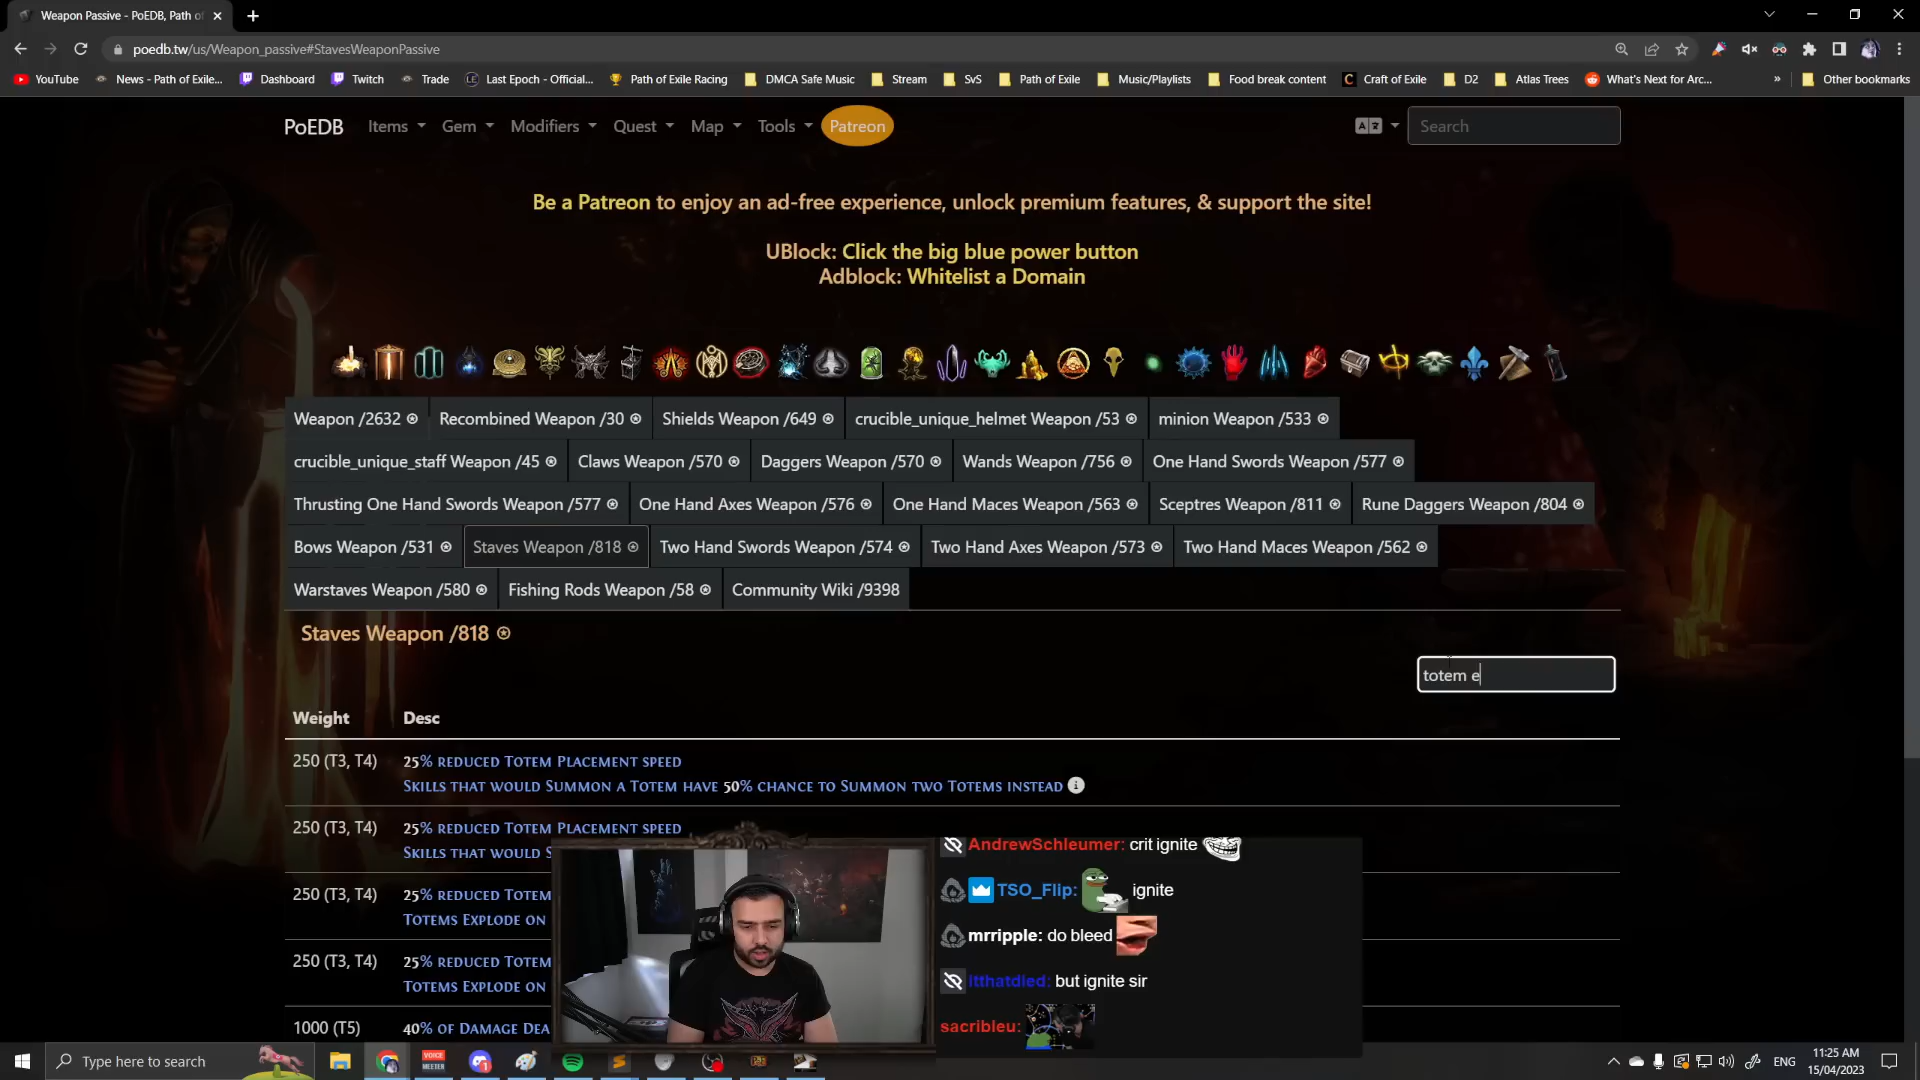 Weapon Passive - PoEDB, Path of
poedb.tw/us/Weapon_passive#StavesWeaponPassive
YouTube News - Path of Exile... Dashboard Twitch Trade Last Epoch - Official... Path of Exile Racing DMCA Safe Music Stream SvS Path of Exile Music/Playlists Food break content Craft of Exile D2 Atlas Trees What's Next for Arc... » Other bookmarks
PoEDB Items Gem Modifiers Quest Map Tools Patreon Search
Be a Patreon to enjoy an ad-free experience, unlock premium features, & support the site!
UBlock: Click the big blue power button
Adblock: Whitelist a Domain
Weapon /2632 Recombined Weapon /30 Shields Weapon /649 crucible_unique_helmet Weapon /53 minion Weapon /533
crucible_unique_staff Weapon /45 Claws Weapon /570 Daggers Weapon /570 Wands Weapon /756 One Hand Swords Weapon /577
Thrusting One Hand Swords Weapon /577 One Hand Axes Weapon /576 One Hand Maces Weapon /563 Sceptres Weapon /811 Rune Daggers Weapon /804
Bows Weapon /531 Staves Weapon /818 Two Hand Swords Weapon /574 Two Hand Axes Weapon /573 Two Hand Maces Weapon /562
Warstaves Weapon /580 Fishing Rods Weapon /58 Community Wiki /9398
Staves Weapon /818
totem e
Weight Desc
250 (T3, T4) 25% REDUCED TOTEM PLACEMENT SPEED
SKILLS THAT WOULD SUMMON A TOTEM HAVE 50% CHANCE TO SUMMON TWO TOTEMS INSTEAD
250 (T3, T4) 25% REDUCED TOTEM PLACEMENT SPEED
SKILLS THAT WOULD S
250 (T3, T4) 25% REDUCED TOTEM
TOTEMS EXPLODE ON
250 (T3, T4) 25% REDUCED TOTEM
TOTEMS EXPLODE ON
1000 (T5) 40% OF DAMAGE DEA
AndrewSchleumer: crit ignite
TSO_Flip: ignite
mrripple: do bleed
itthatdied: but ignite sir
sacribleu:
Type here to search
VOICE MEETER
ENG
11:25 AM
15/04/2023